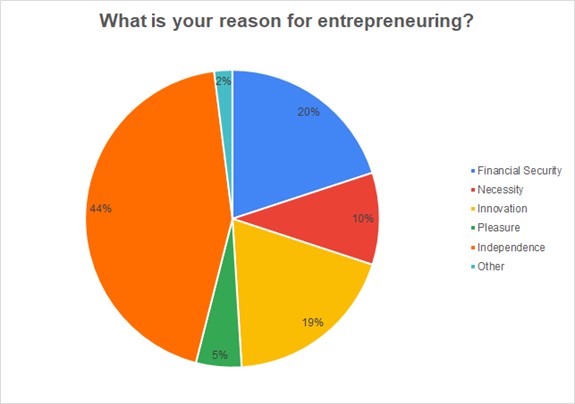 What is your reason for entrepreneuring?
2%
20%
44%
10%
19%
5%
Financial Security
Necessity
Innovation
Pleasure
Independence
Other